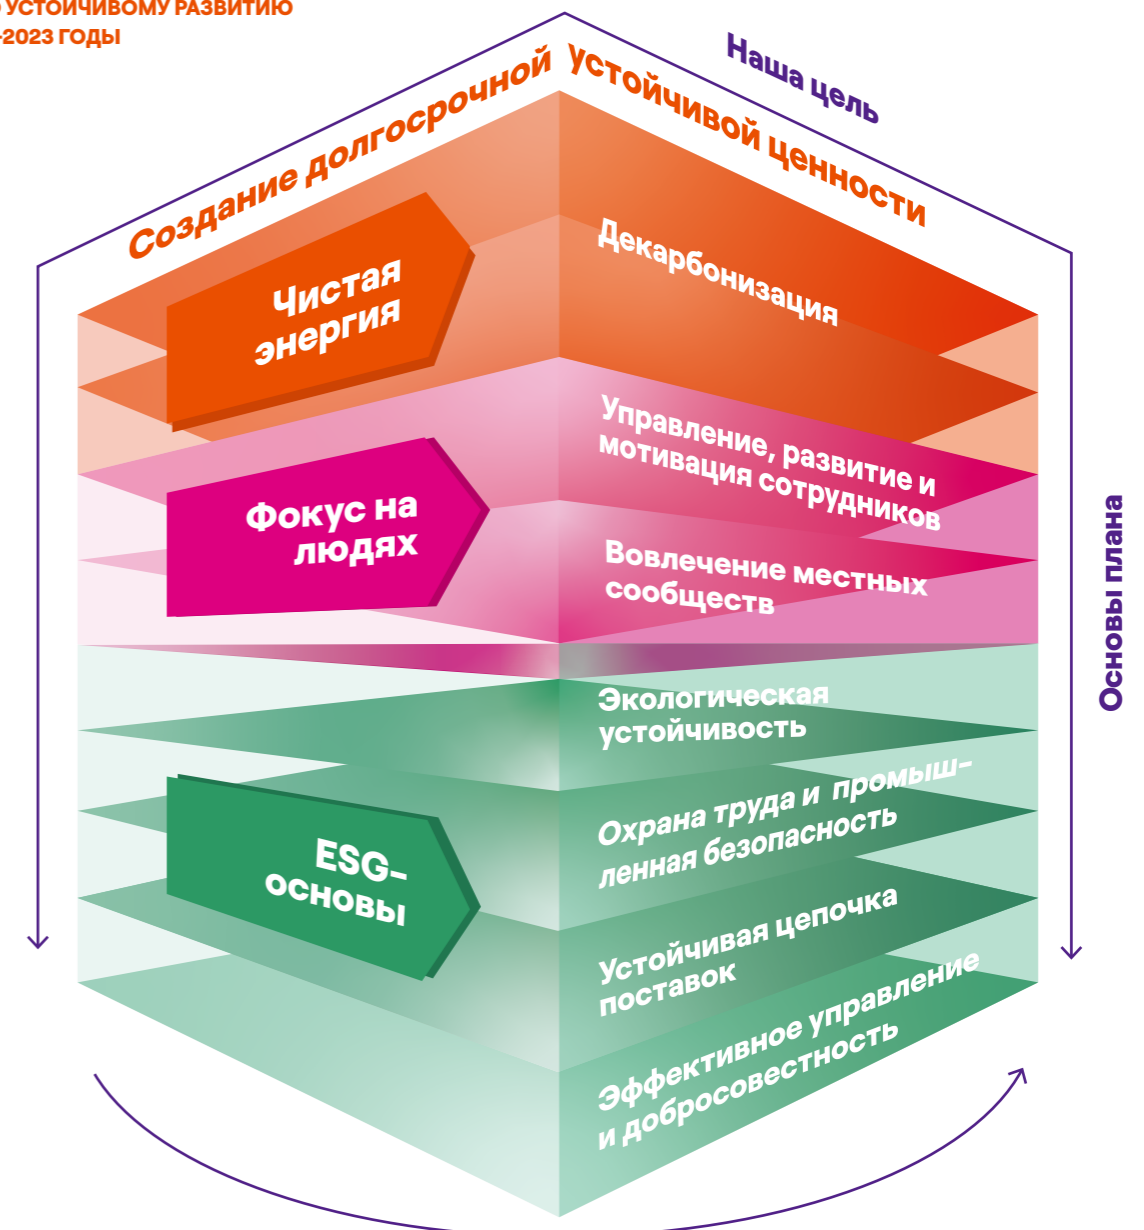 УСТОЙЧИВОМУ РАЗВИТИЮ
-2023 ГОДЫ
Наша цель
Создание долгосрочной устойчивой ценности
Чистая
энергия
Декарбонизация
Фокус на
людях
Управление, развитие и
мотивация сотрудников
Вовлечение местных
сообществ
Основы плана
ESG-
основы
Экологическая
устойчивость
Охрана труда и промыш-
ленная безопасность
Устойчивая цепочка
поставок
Эффективное управление
и добросовестность